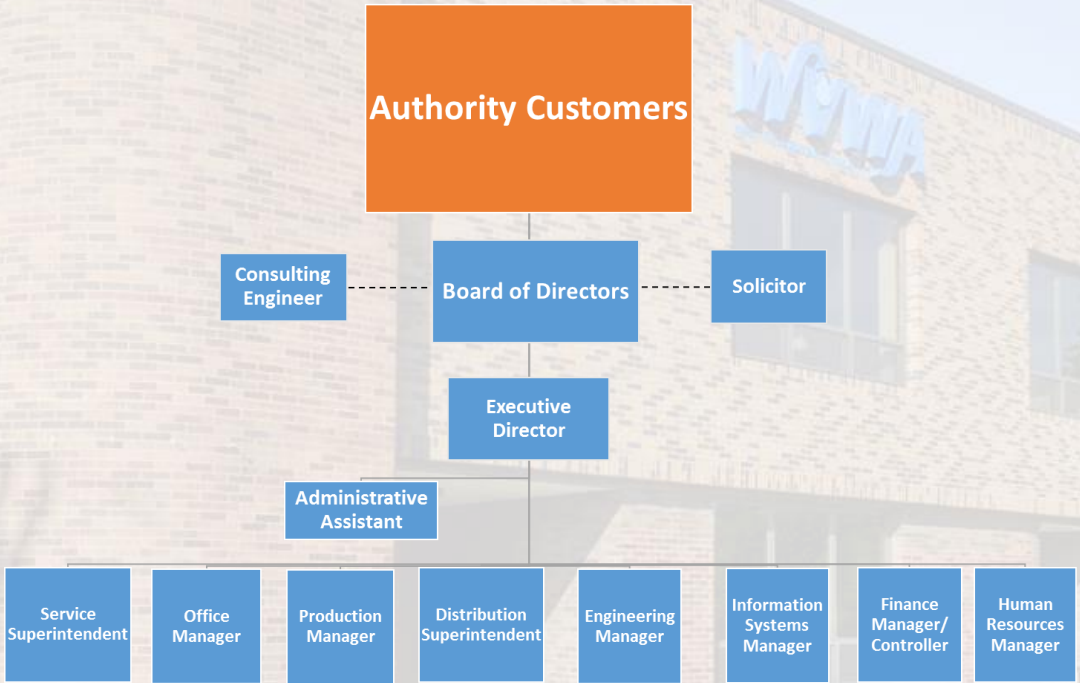 WVWA
Authority Customers
Consulting
Engineer
Board of Directors
Solicitor
Executive
Director
Administrative
Assistant
Service
Superintendent
Office
Manager
Production
Manager
Distribution
Superintendent
Engineering
Manager
Information
Systems
Manager
Finance
Manager/
Controller
Human
Resources
Manager